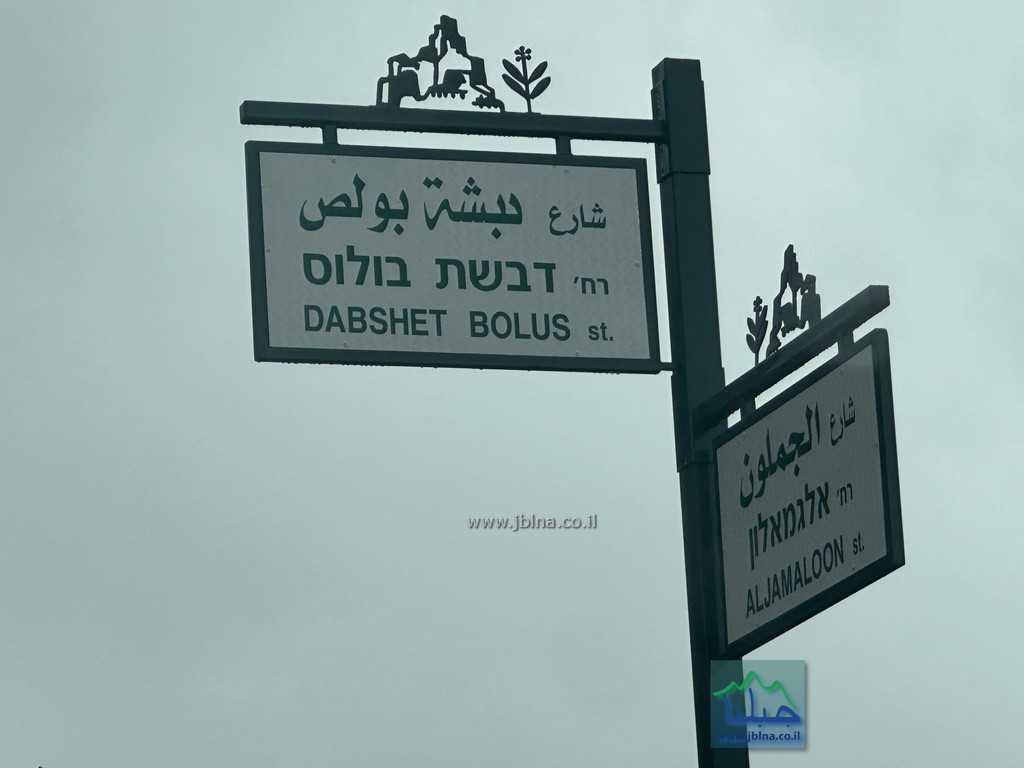 شارع دبشة بولص
רח' דבשת בולוס
DABSHET BOLUS st.
شارع الجملون
רח' אלגמאלון
ALJAMALOON st.
www.jblna.co.il
جبلنا
www.jblna.co.il